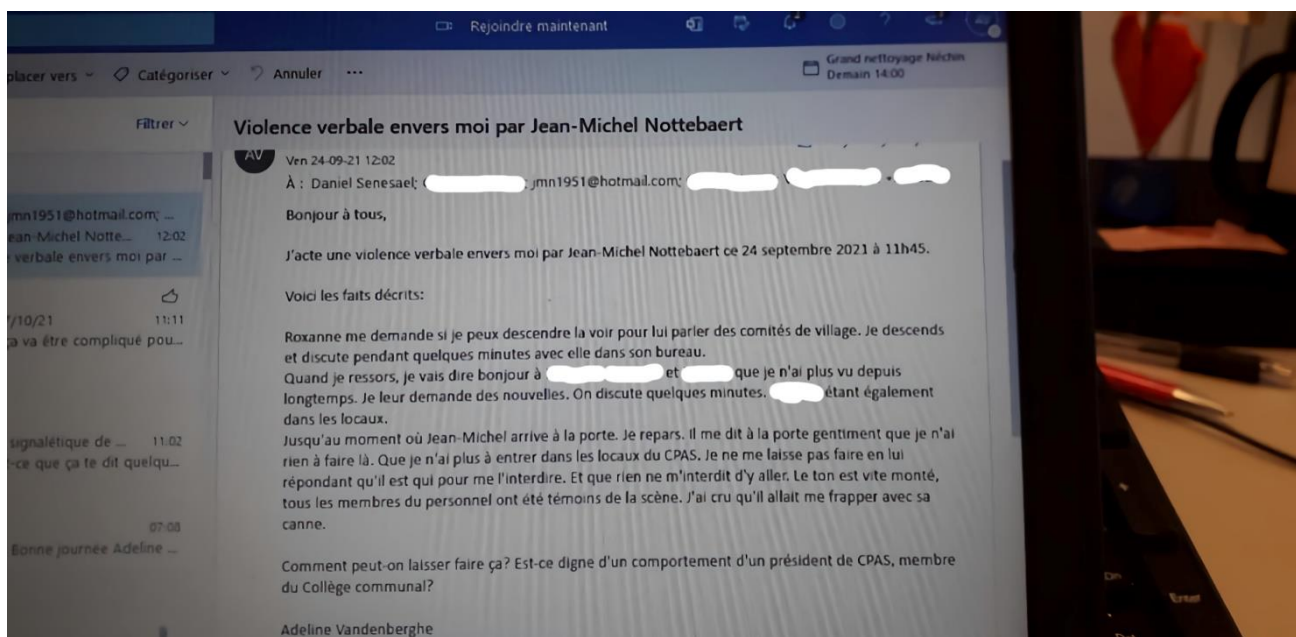 Rejoindre maintenant
placer vers
Catégoriser
Annuler
Grand nettoyage Néchin
Demain 14:00
Filtrer
Violence verbale envers moi par Jean-Michel Nottebaert
AV
Ven 24-09-21 12:02
À : Daniel Senesael; jmn1951@hotmail.com;
Bonjour à tous,
J'acte une violence verbale envers moi par Jean-Michel Nottebaert ce 24 septembre 2021 à 11h45.
Voici les faits décrits:
Roxanne me demande si je peux descendre la voir pour lui parler des comités de village. Je descends
et discute pendant quelques minutes avec elle dans son bureau.
Quand je ressors, je vais dire bonjour à et que je n'ai plus vu depuis
longtemps. Je leur demande des nouvelles. On discute quelques minutes. étant également
dans les locaux.
Jusqu'au moment où Jean-Michel arrive à la porte. Je repars. Il me dit à la porte gentiment que je n'ai
rien à faire là. Que je n'ai plus à entrer dans les locaux du CPAS. Je ne me laisse pas faire en lui
répondant qu'il est qui pour me l'interdire. Et que rien ne m'interdit d'y aller. Le ton est vite monté,
tous les membres du personnel ont été témoins de la scène. J'ai cru qu'il allait me frapper avec sa
canne.
Comment peut-on laisser faire ça? Est-ce digne d'un comportement d'un président de CPAS, membre
du Collège communal?
Adeline Vandenberghe
jmn1951@hotmail.com; ...
ean-Michel Notte... 12:02
verbale envers moi par ...
/10/21 11:11
a va être compliqué pou...
signalétique de ... 11:02
-ce que ça te dit quelqu...
07:08
Bonne journée Adeline ...
Enter